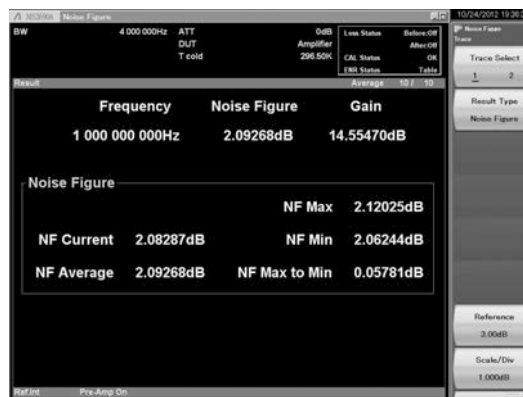 MS2690A Noise Figure 10/24/2012 19:36:3
BW 4 000 000Hz ATT 0dB Loss Status Before:Off
DUT Amplifier After:Off
T cold 296.50K CAL Status OK
ENR Status Table
Result Average 10 / 10
Frequency Noise Figure Gain
1 000 000 000Hz 2.09268dB 14.55470dB
Noise Figure
NF Max 2.12025dB
NF Current 2.08287dB NF Min 2.06244dB
NF Average 2.09268dB NF Max to Min 0.05781dB
Ref.Int Pre-Amp On
Noise Figure
Trace
Trace Select
1 2
Result Type
Noise Figure
Reference
3.00dB
Scale/Div
1.000dB